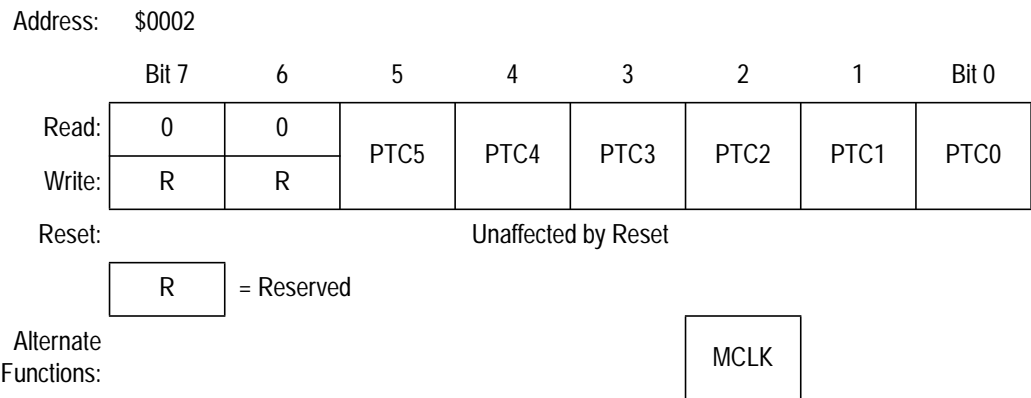 Address: $0002
Bit 7 6 5 4 3 2 1 Bit 0
Read: 0 0
PTC5 PTC4 PTC3 PTC2 PTC1 PTC0
Write: R R
Reset: Unaffected by Reset
R = Reserved
Alternate
Functions:
MCLK